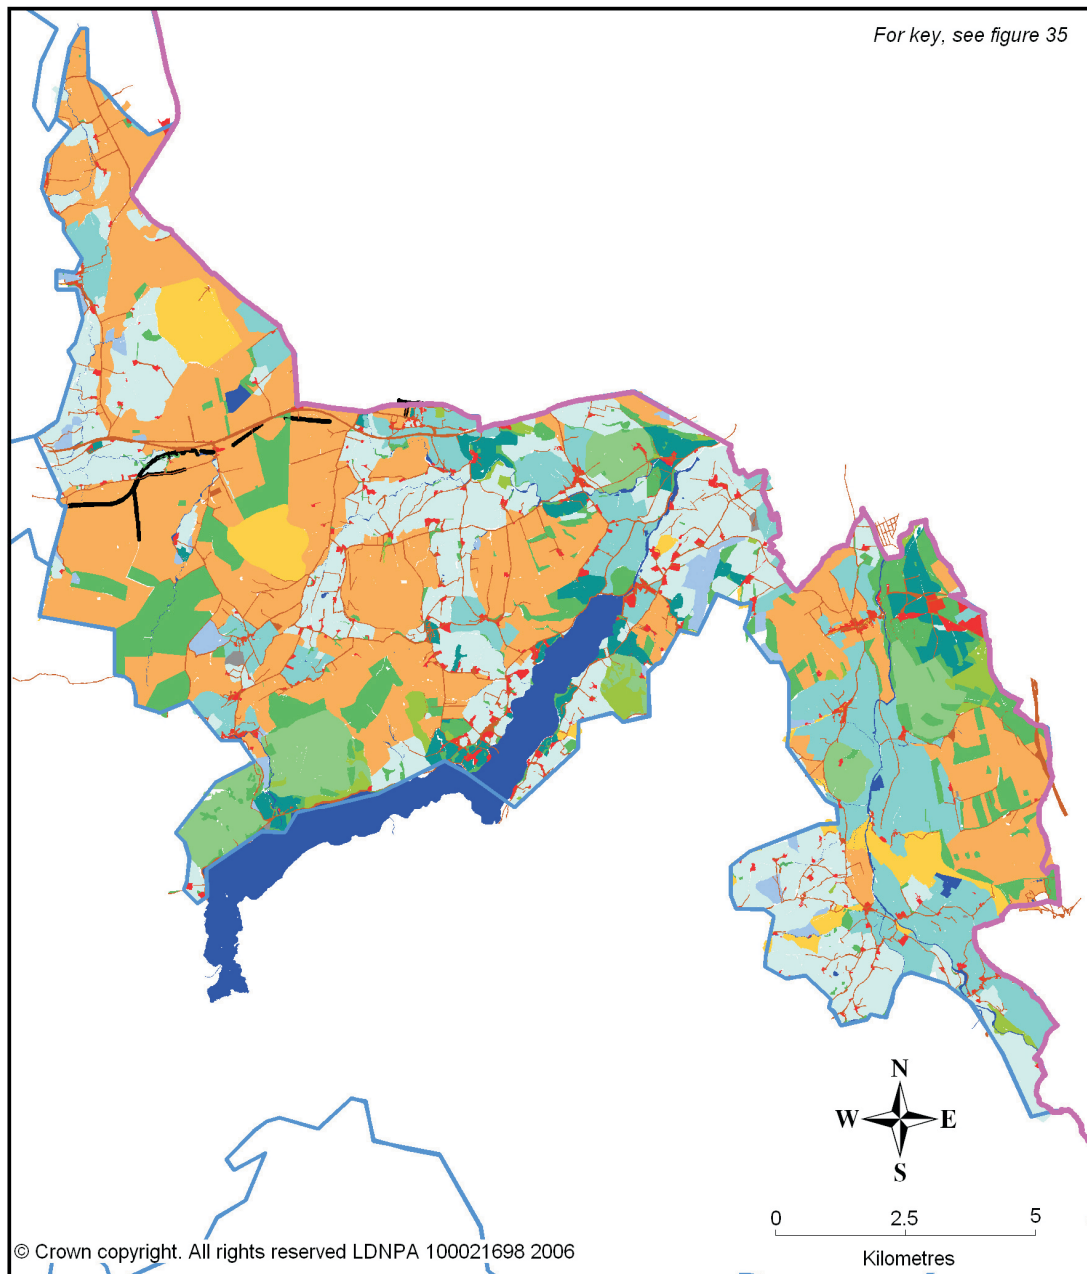 For key, see figure 35
N
W E
S
0 2.5 5
Kilometres
© Crown copyright. All rights reserved LDNPA 100021698 2006